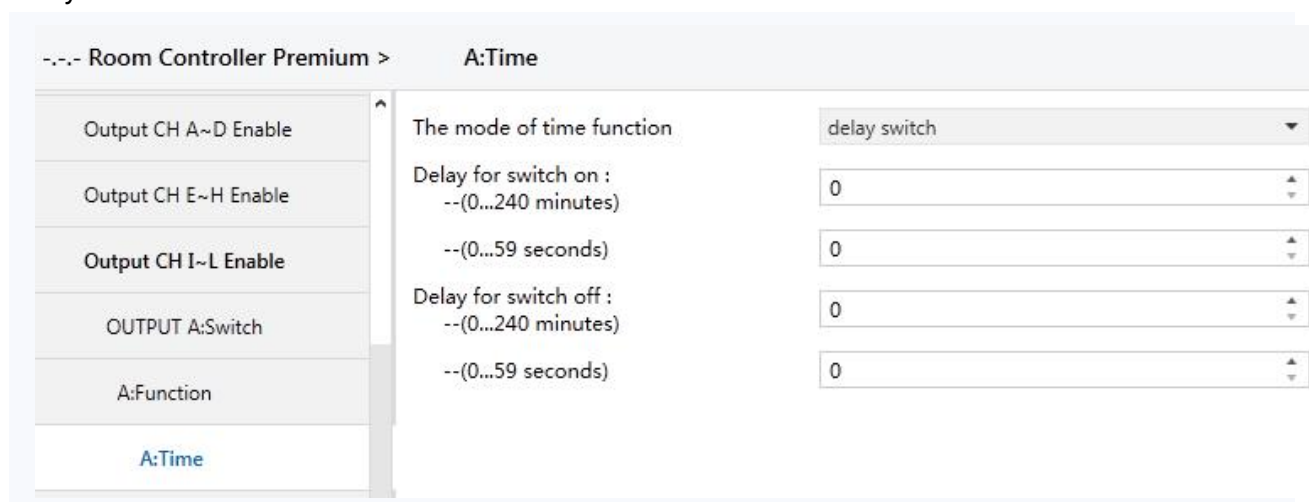 -.-.- Room Controller Premium > A:Time
Output CH A~D Enable
Output CH E~H Enable
Output CH I~L Enable
OUTPUT A:Switch
A:Function
A:Time
The mode of time function delay switch
Delay for switch on :
--(0...240 minutes) 0
--(0...59 seconds) 0
Delay for switch off :
--(0...240 minutes) 0
--(0...59 seconds) 0